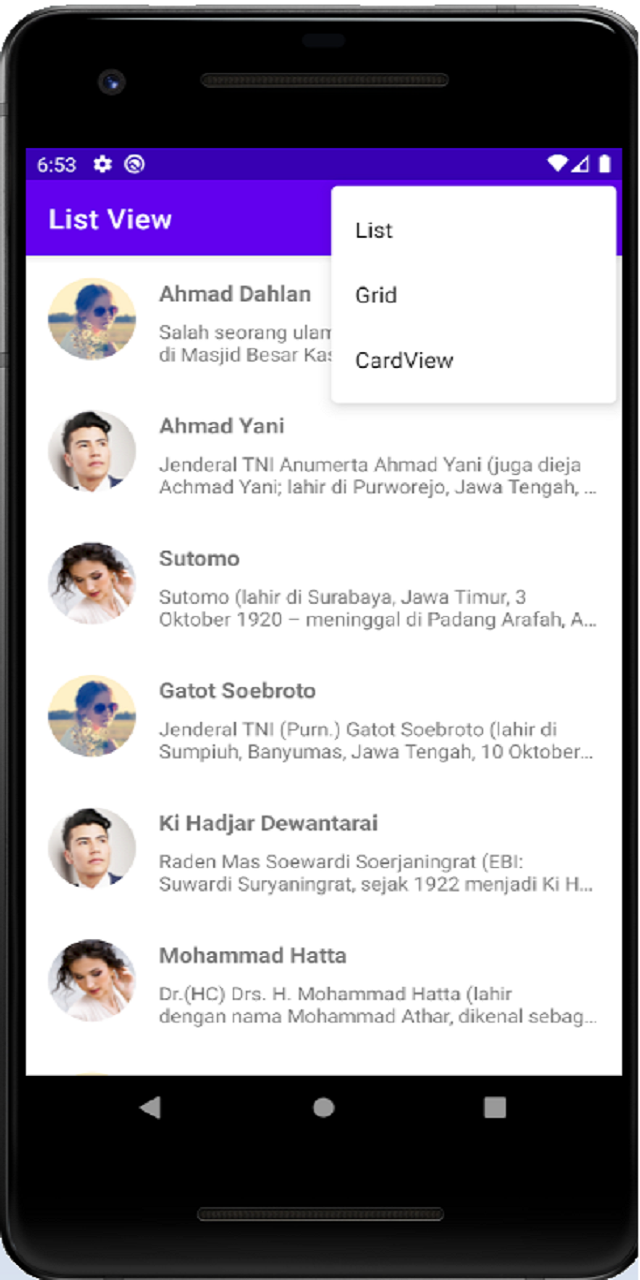 6:53
List View
List
Grid
CardView
Ahmad Dahlan
Salah seorang ulam
di Masjid Besar Kas
Ahmad Yani
Jenderal TNI Anumerta Ahmad Yani (juga dieja
Achmad Yani; lahir di Purworejo, Jawa Tengah, ...
Sutomo
Sutomo (lahir di Surabaya, Jawa Timur, 3
Oktober 1920 – meninggal di Padang Arafah, A...
Gatot Soebroto
Jenderal TNI (Purn.) Gatot Soebroto (lahir di
Sumpiuh, Banyumas, Jawa Tengah, 10 Oktober...
Ki Hadjar Dewantarai
Raden Mas Soewardi Soerjaningrat (EBI:
Suwardi Suryaningrat, sejak 1922 menjadi Ki H...
Mohammad Hatta
Dr.(HC) Drs. H. Mohammad Hatta (lahir
dengan nama Mohammad Athar, dikenal sebag...